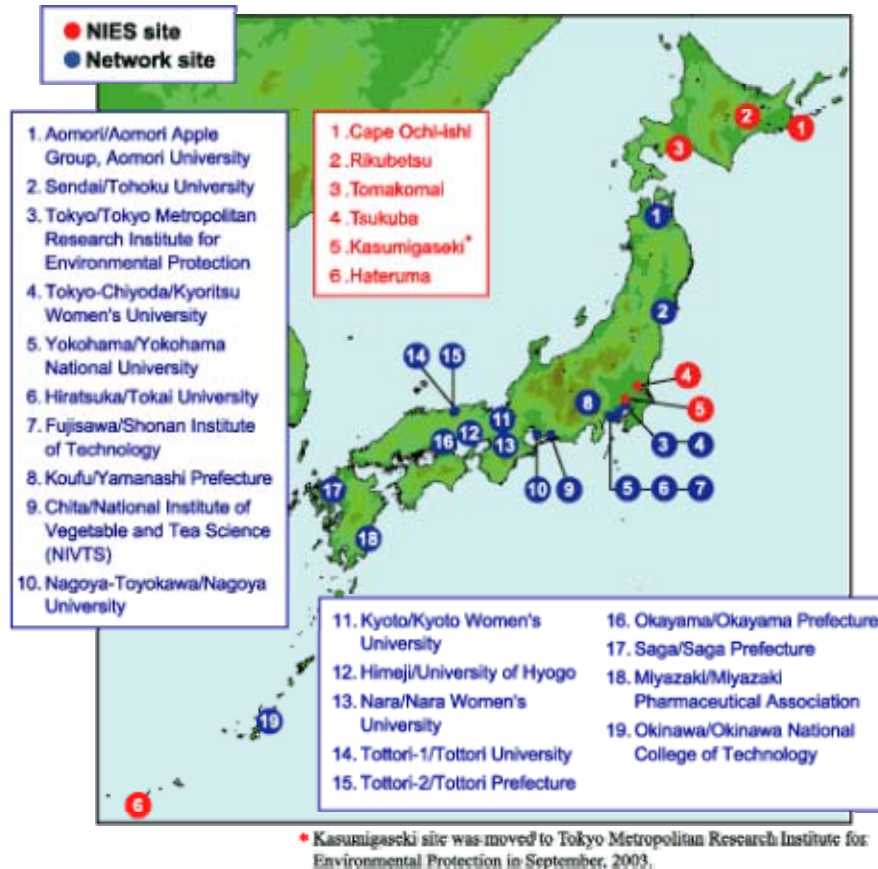 NIES site
Network site
1. Aomori/Aomori Apple
Group, Aomori University
2. Sendai/Tohoku University
3. Tokyo/Tokyo Metropolitan
Research Institute for
Environmental Protection
4. Tokyo-Chiyoda/Kyoritsu
Women's University
5. Yokohama/Yokohama
National University
6. Hiratsuka/Tokai University
7. Fujisawa/Shonan Institute
of Technology
8. Koufu/Yamanashi Prefecture
9. Chita/National Institute of
Vegetable and Tea Science
(NIVTS)
10. Nagoya-Toyokawa/Nagoya
University
1 .Cape Ochi-ishi
2 .Rikubetsu
3 .Tomakomai
4 .Tsukuba
5 .Kasumigaseki*
6 .Hateruma
2
1
3
1
2
4
5
14 15
8
11
12
16
13
3 4
10 9
5 6 7
17
18
19
6
11. Kyoto/Kyoto Women's
University
12. Himeji/University of Hyogo
13. Nara/Nara Women's
University
14. Tottori-1/Tottori University
15. Tottori-2/Tottori Prefecture
16. Okayama/Okayama Prefecture
17. Saga/Saga Prefecture
18. Miyazaki/Miyazaki
Pharmaceutical Association
19. Okinawa/Okinawa National
College of Technology
* Kasumigaseki site was moved to Tokyo Metropolitan Research Institute for
Environmental Protection in September, 2003.